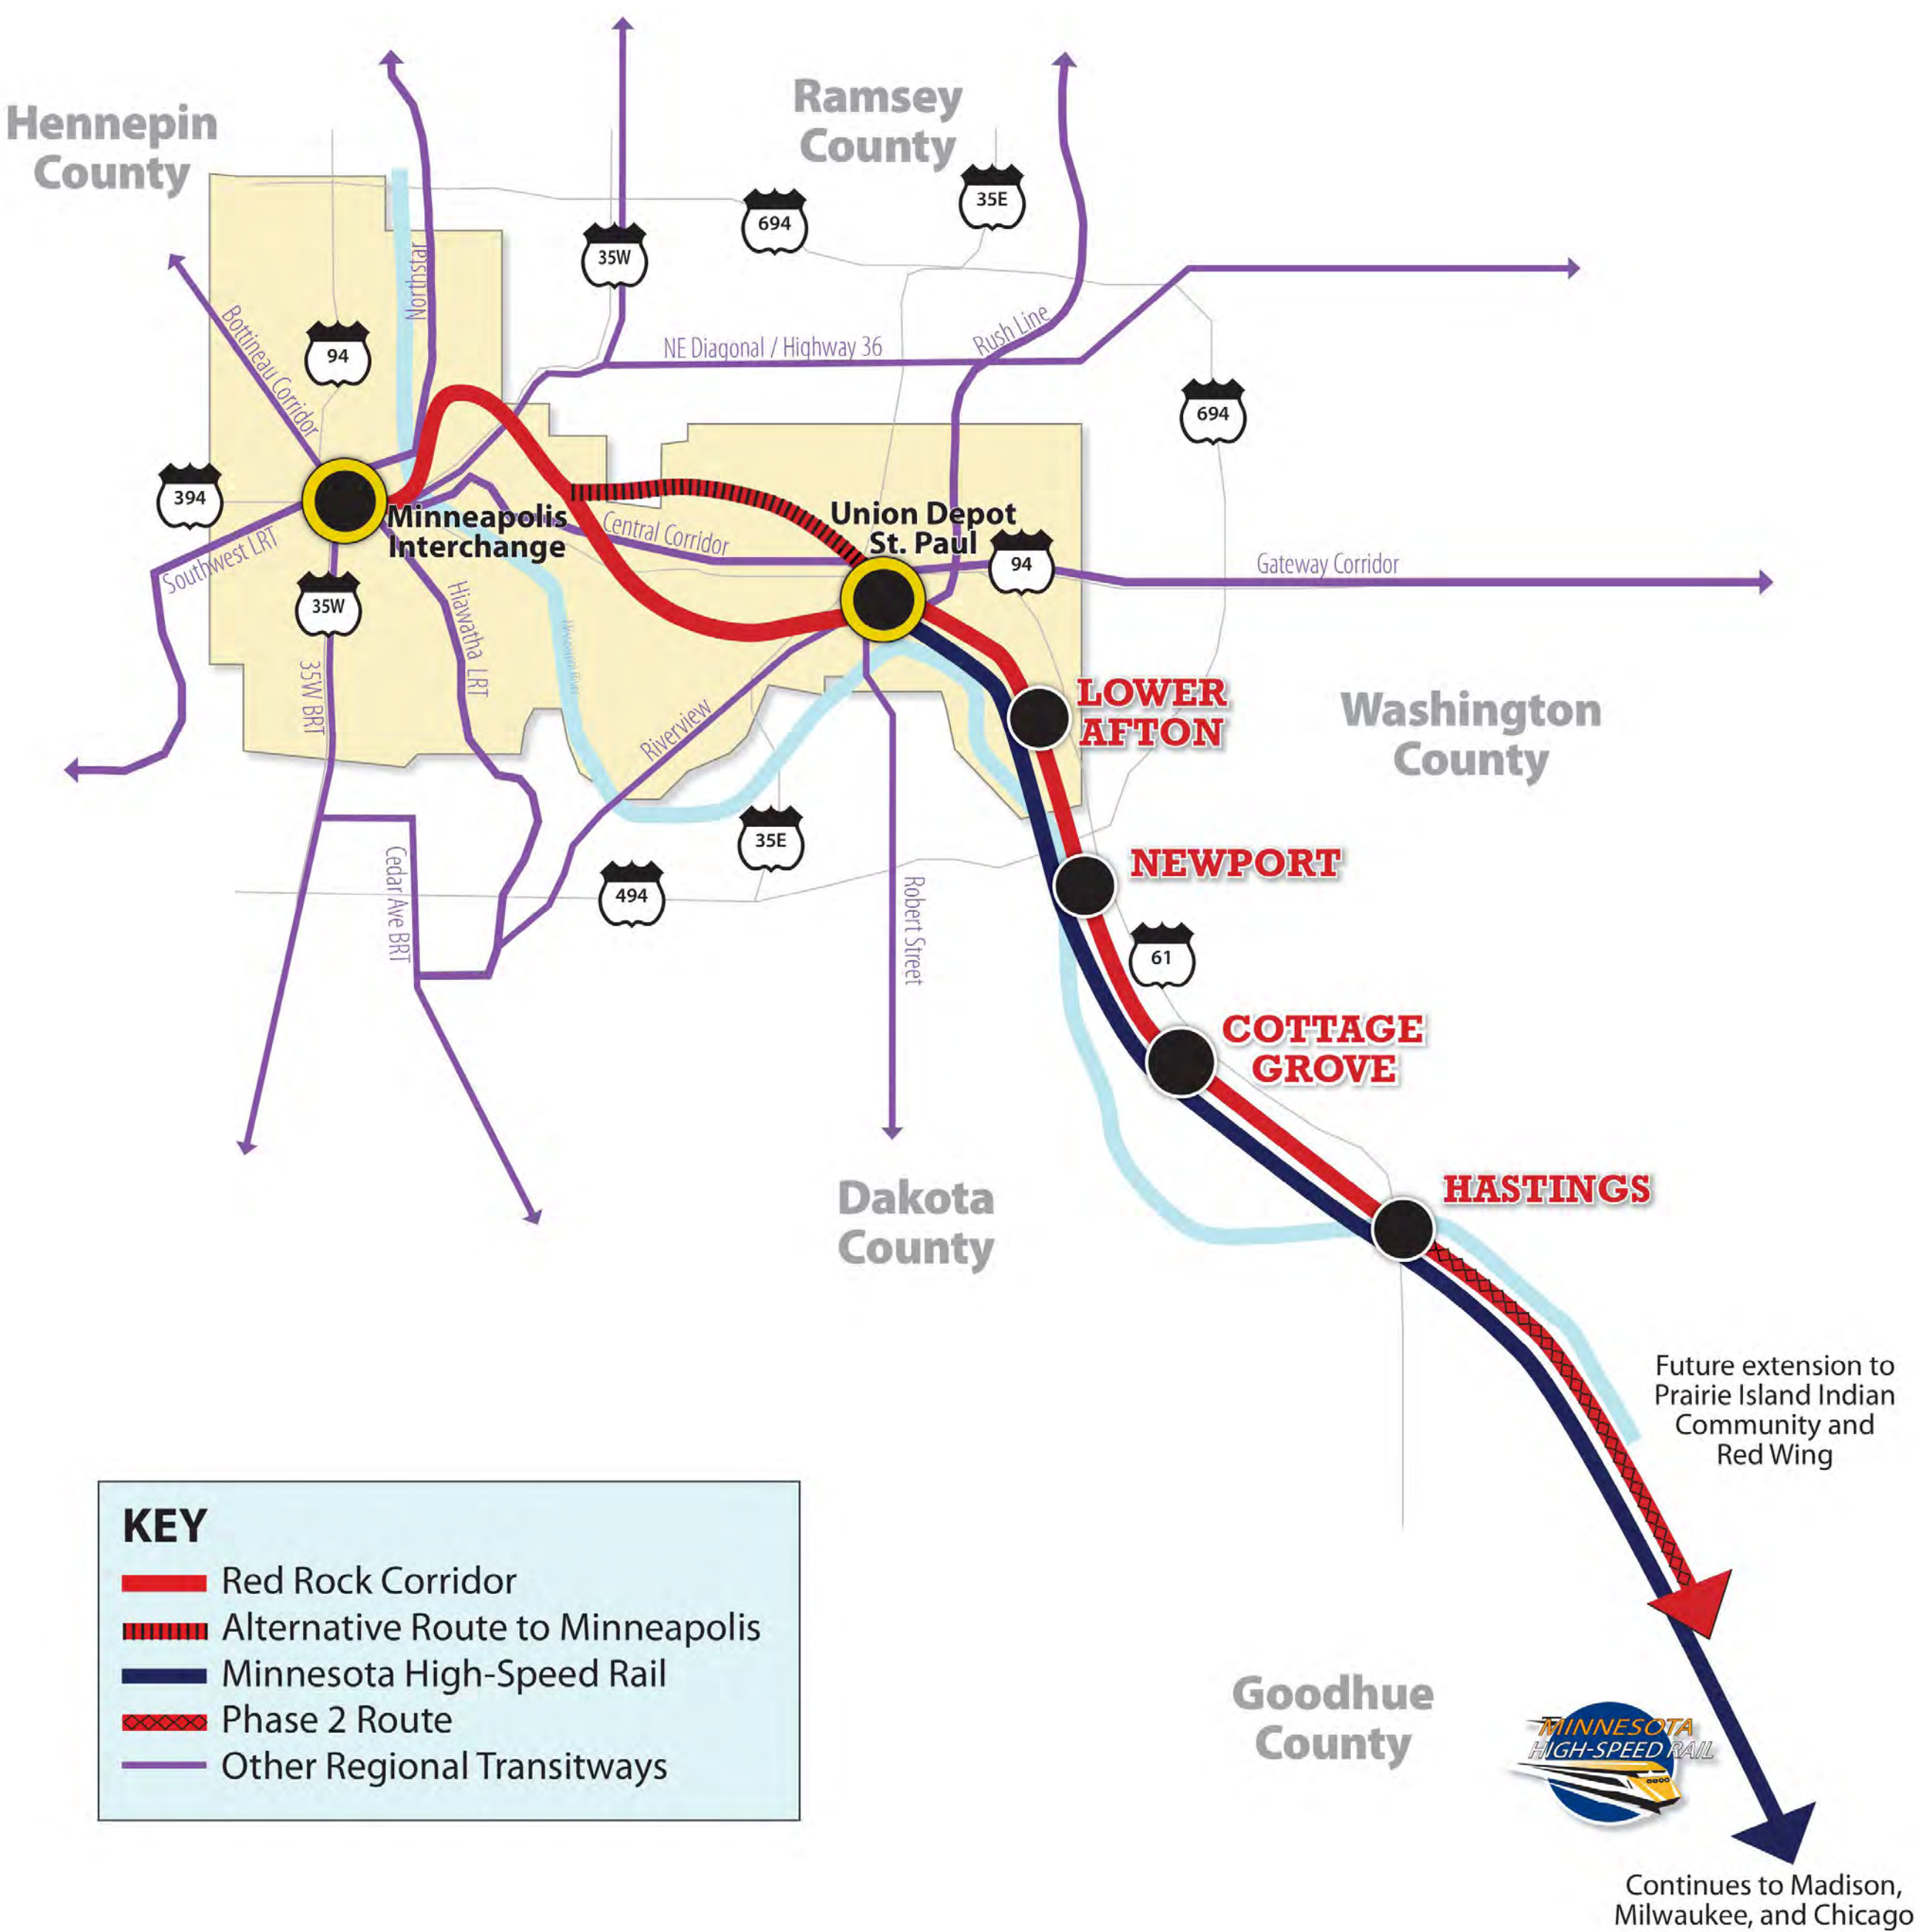 Hennepin
County
Ramsey
County
35E
694
35W
Northstar
Bottineau Corridor
94
NE Diagonal / Highway 36
Rush Line
694
394
Minneapolis
Interchange
Central Corridor
Union Depot
St. Paul
94
Gateway Corridor
Southwest LRT
35W
35W BRT
Hiawatha LRT
Mississippi River
Riverview
LOWER
AFTON
Washington
County
35E
494
Cedar Ave BRT
Robert Street
NEWPORT
61
COTTAGE
GROVE
Dakota
County
HASTINGS
Future extension to
Prairie Island Indian
Community and
Red Wing
KEY
Red Rock Corridor
Alternative Route to Minneapolis
Minnesota High-Speed Rail
Phase 2 Route
Other Regional Transitways
Goodhue
County
MINNESOTA
HIGH-SPEED RAIL
Continues to Madison,
Milwaukee, and Chicago